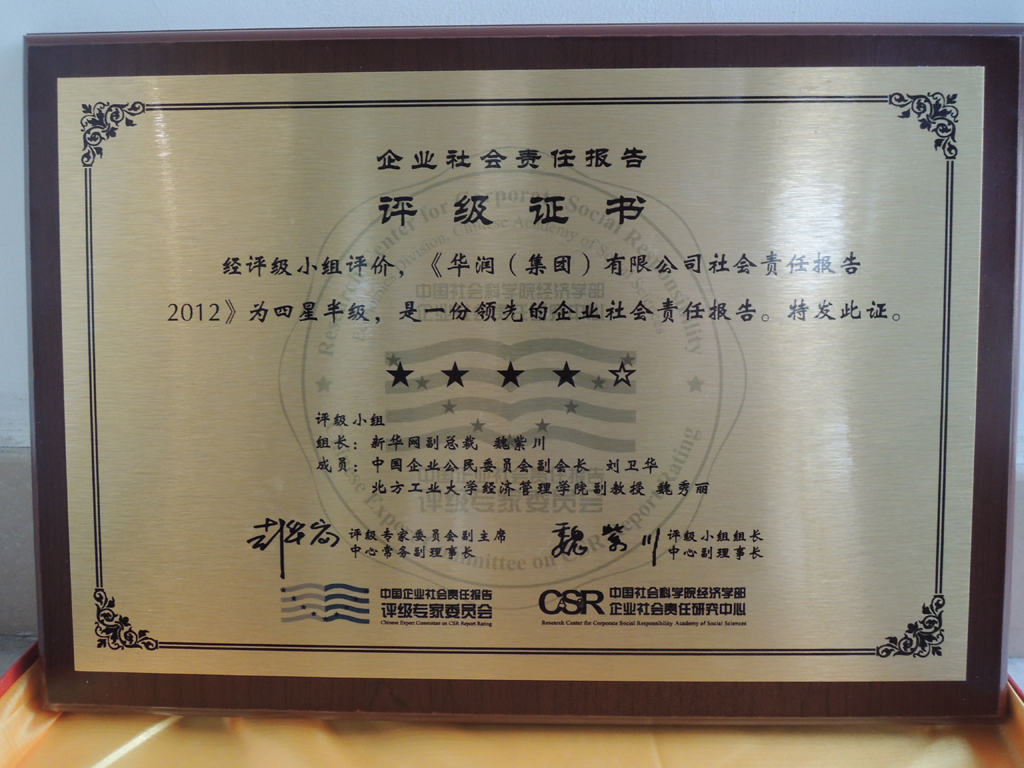 企业社会责任报告
评级证书
经评级小组评价，《华润（集团）有限公司社会责任报告
2012》为四星半级，是一份领先的企业社会责任报告。特发此证。
评级小组
组长：新华网副总裁 魏紫川
成员：中国企业公民委员会副会长 刘卫华
北方工业大学经济管理学院副教授 魏秀丽
评级专家委员会副主席
中心常务副理事长
魏紫川
评级小组组长
中心副理事长
中国企业社会责任报告
评级专家委员会
Chinese Expert Committee on CSR Report Rating
CSR
中国社会科学院经济学部
企业社会责任研究中心
Research Center for Corporate Social Responsibility Academy of Social Sciences